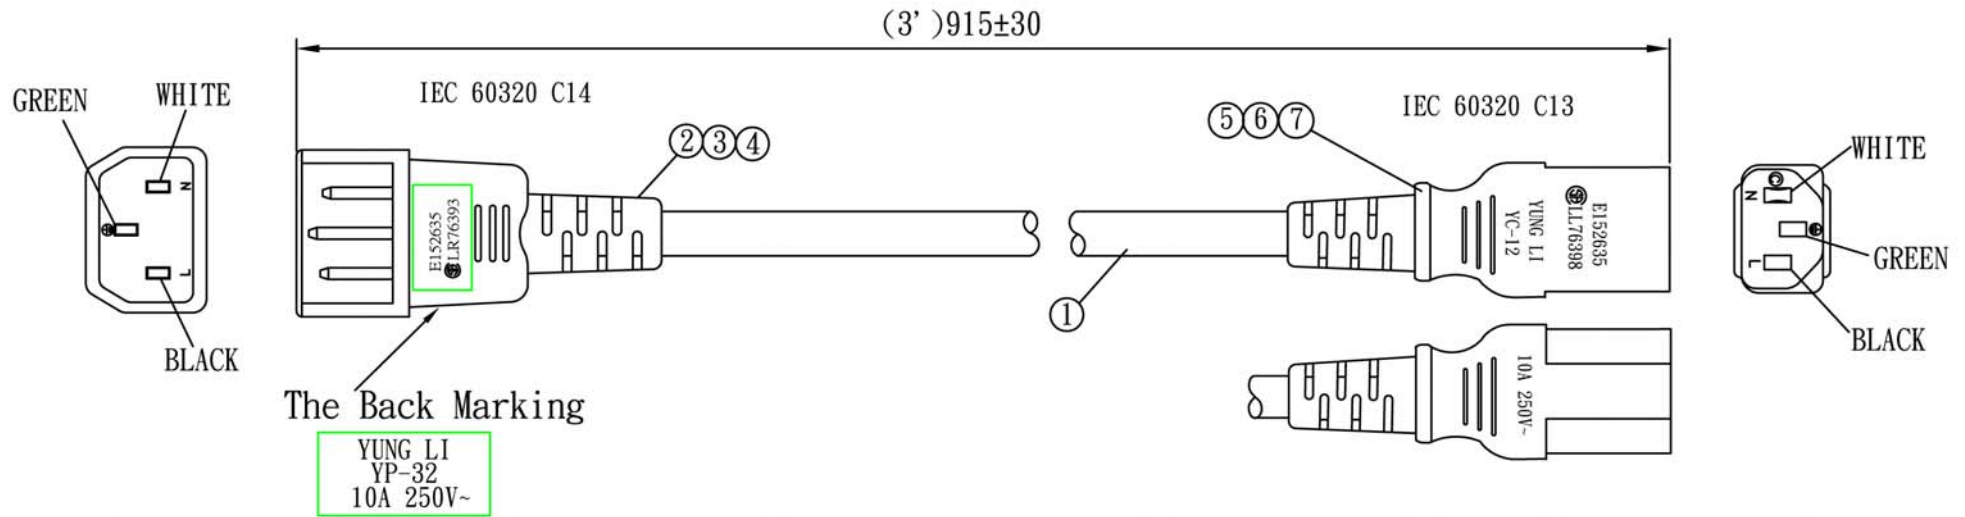 (3')915±30
IEC 60320 C14
IEC 60320 C13
GREEN
WHITE
N
L
BLACK
②③④
⑤⑥⑦
①
E152635
LR76393
The Back Marking
YUNG LI
YP-32
10A 250V~
E152635
LL76398
YUNG LI
YC-12
10A 250V~
WHITE
N
L
GREEN
BLACK